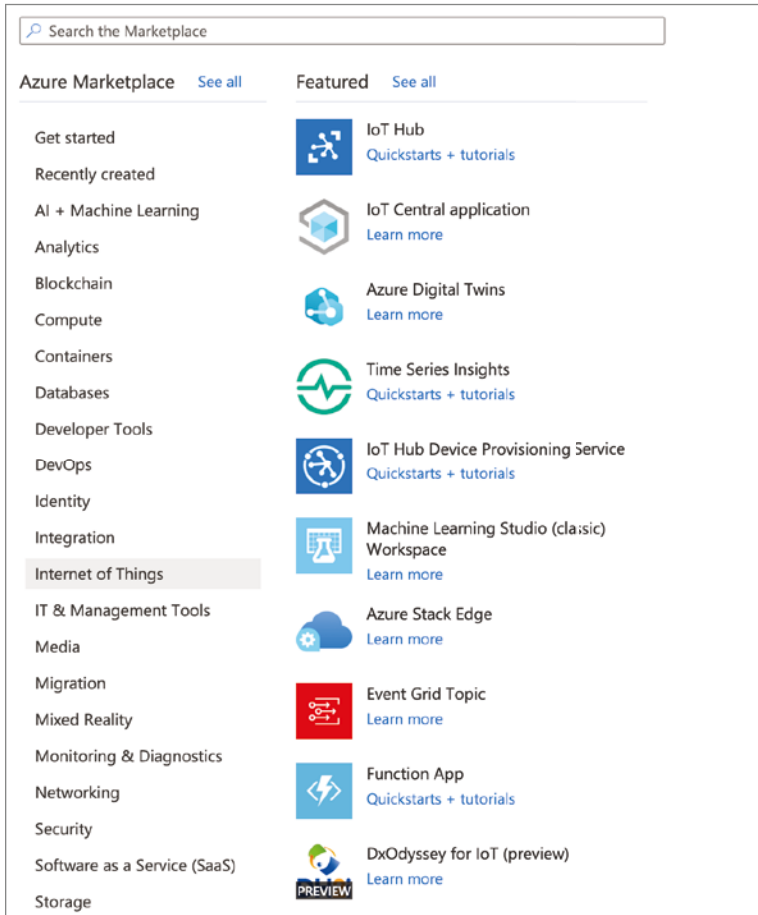 Search the Marketplace
Azure Marketplace See all
Get started
Recently created
AI + Machine Learning
Analytics
Blockchain
Compute
Containers
Databases
Developer Tools
DevOps
Identity
Integration
Internet of Things
IT & Management Tools
Media
Migration
Mixed Reality
Monitoring & Diagnostics
Networking
Security
Software as a Service (SaaS)
Storage
Featured See all
IoT Hub
Quickstarts + tutorials
IoT Central application
Learn more
Azure Digital Twins
Learn more
Time Series Insights
Quickstarts + tutorials
IoT Hub Device Provisioning Service
Quickstarts + tutorials
Machine Learning Studio (classic)
Workspace
Learn more
Azure Stack Edge
Learn more
Event Grid Topic
Learn more
Function App
Quickstarts + tutorials
PREVIEW
DxOdyssey for IoT (preview)
Learn more